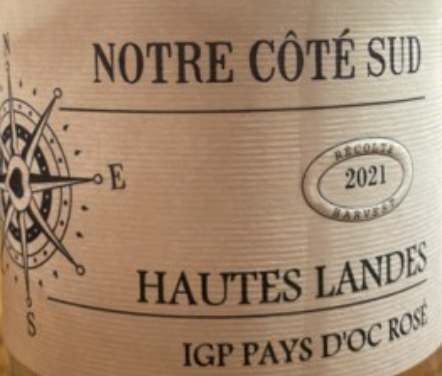 NOTRE CÔTÉ SUD
N
E
S
RÉCOLTE
2021
HARVEST
HAUTES LANDES
IGP PAYS D'OC ROSÉ